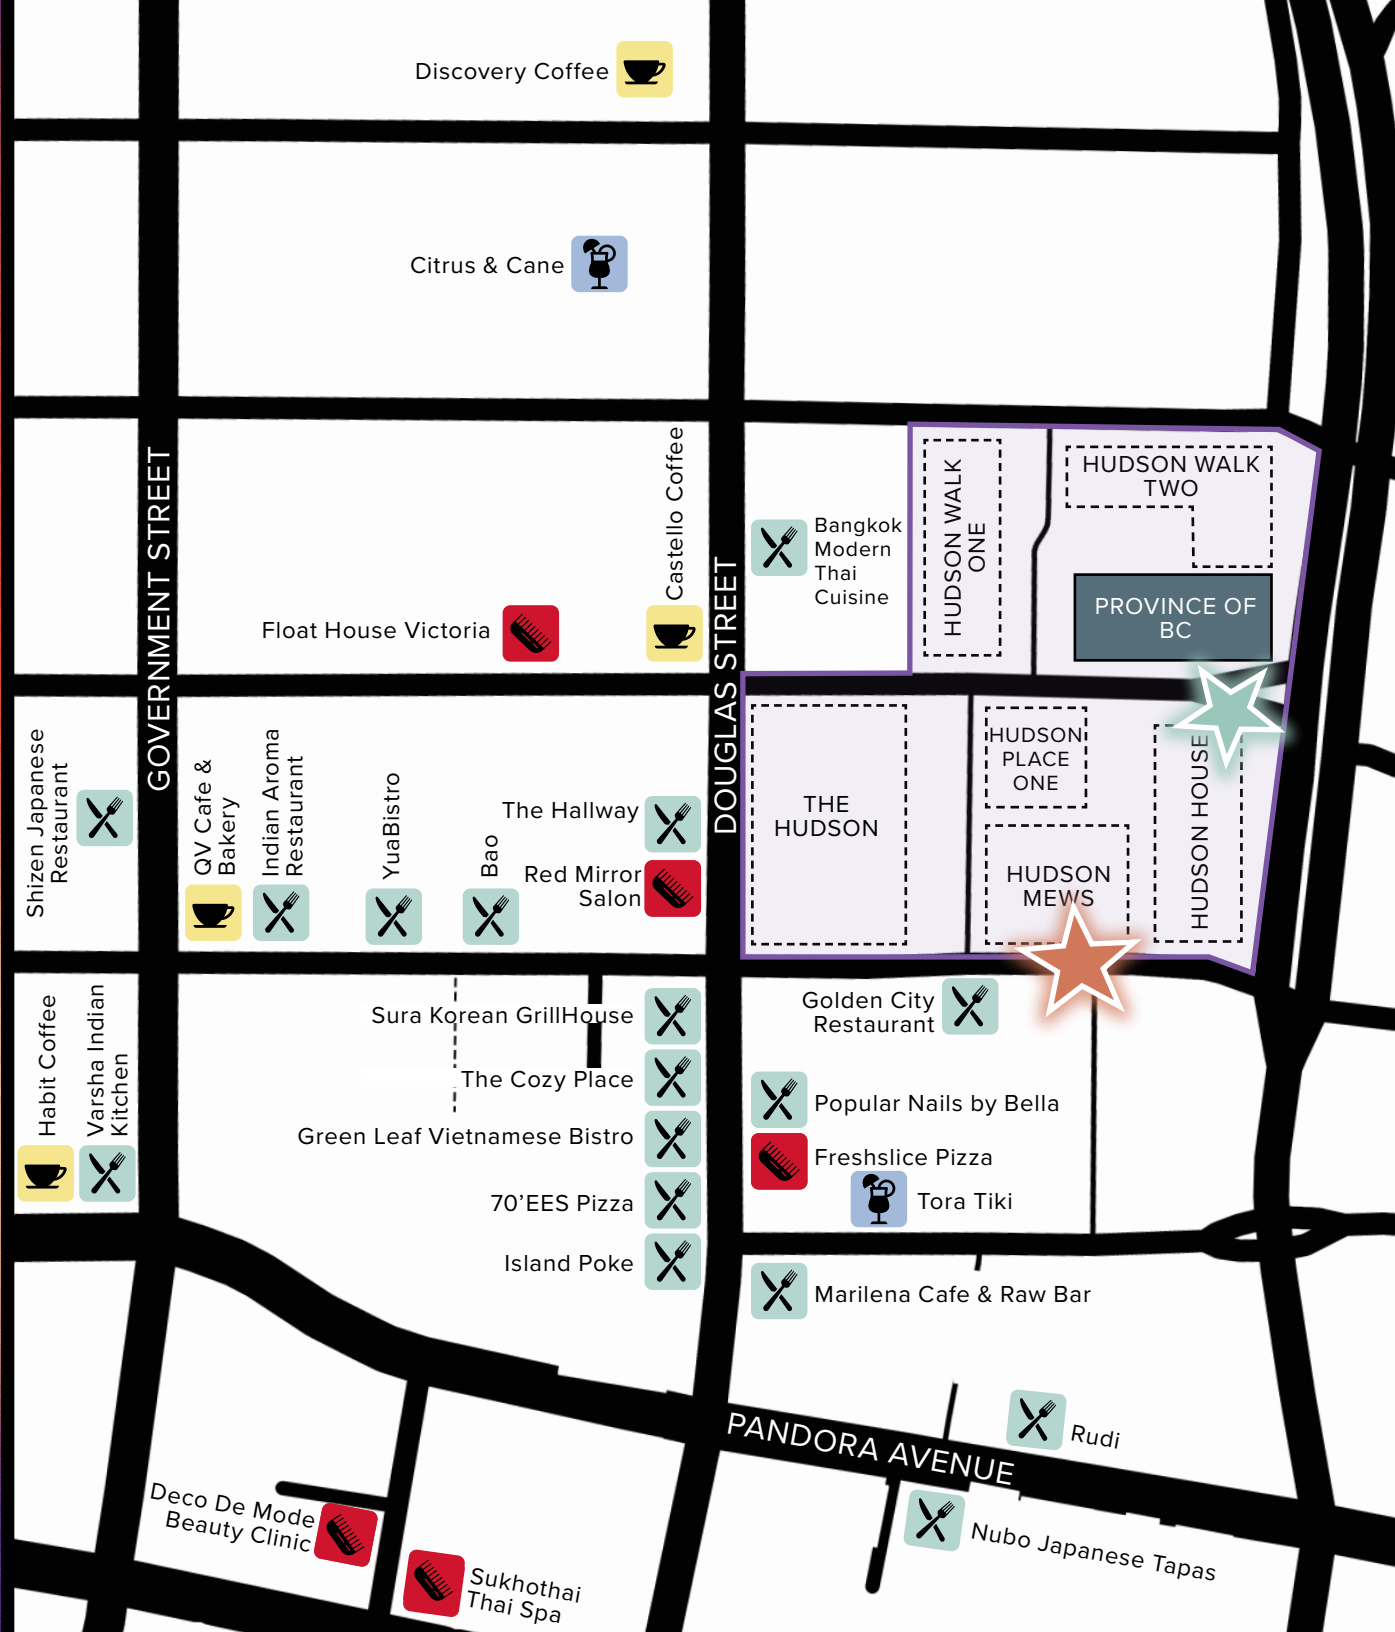 Discovery Coffee
Citrus & Cane
GOVERNMENT STREET
Castello Coffee
Float House Victoria
DOUGLAS STREET
Bangkok
Modern
Thai
Cuisine
HUDSON WALK
ONE
HUDSON WALK
TWO
PROVINCE OF
BC
Shizen Japanese
Restaurant
QV Cafe &
Bakery
Indian Aroma
Restaurant
YuaBistro
Bao
The Hallway
Red Mirror
Salon
THE
HUDSON
HUDSON
PLACE
ONE
HUDSON
MEWS
HUDSON HOUSE
Habit Coffee
Varsha Indian
Kitchen
Sura Korean GrillHouse
The Cozy Place
Green Leaf Vietnamese Bistro
70’EES Pizza
Island Poke
Golden City
Restaurant
Popular Nails by Bella
Freshslice Pizza
Tora Tiki
Marilena Cafe & Raw Bar
PANDORA AVENUE
Rudi
Nubo Japanese Tapas
Deco De Mode
Beauty Clinic
Sukhothai
Thai Spa